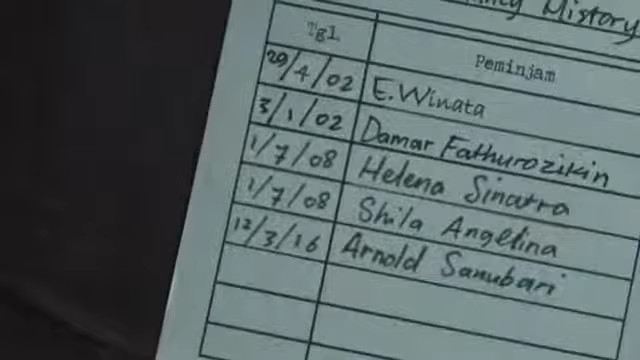 Mistory
Tgl. Peminjam
29/4/02 E.Winata
3/1/02 Damar Fathurozikin
1/7/08 Helena Sinatra
1/7/08 Shila Angelina
12/3/16 Arnold Sanubari